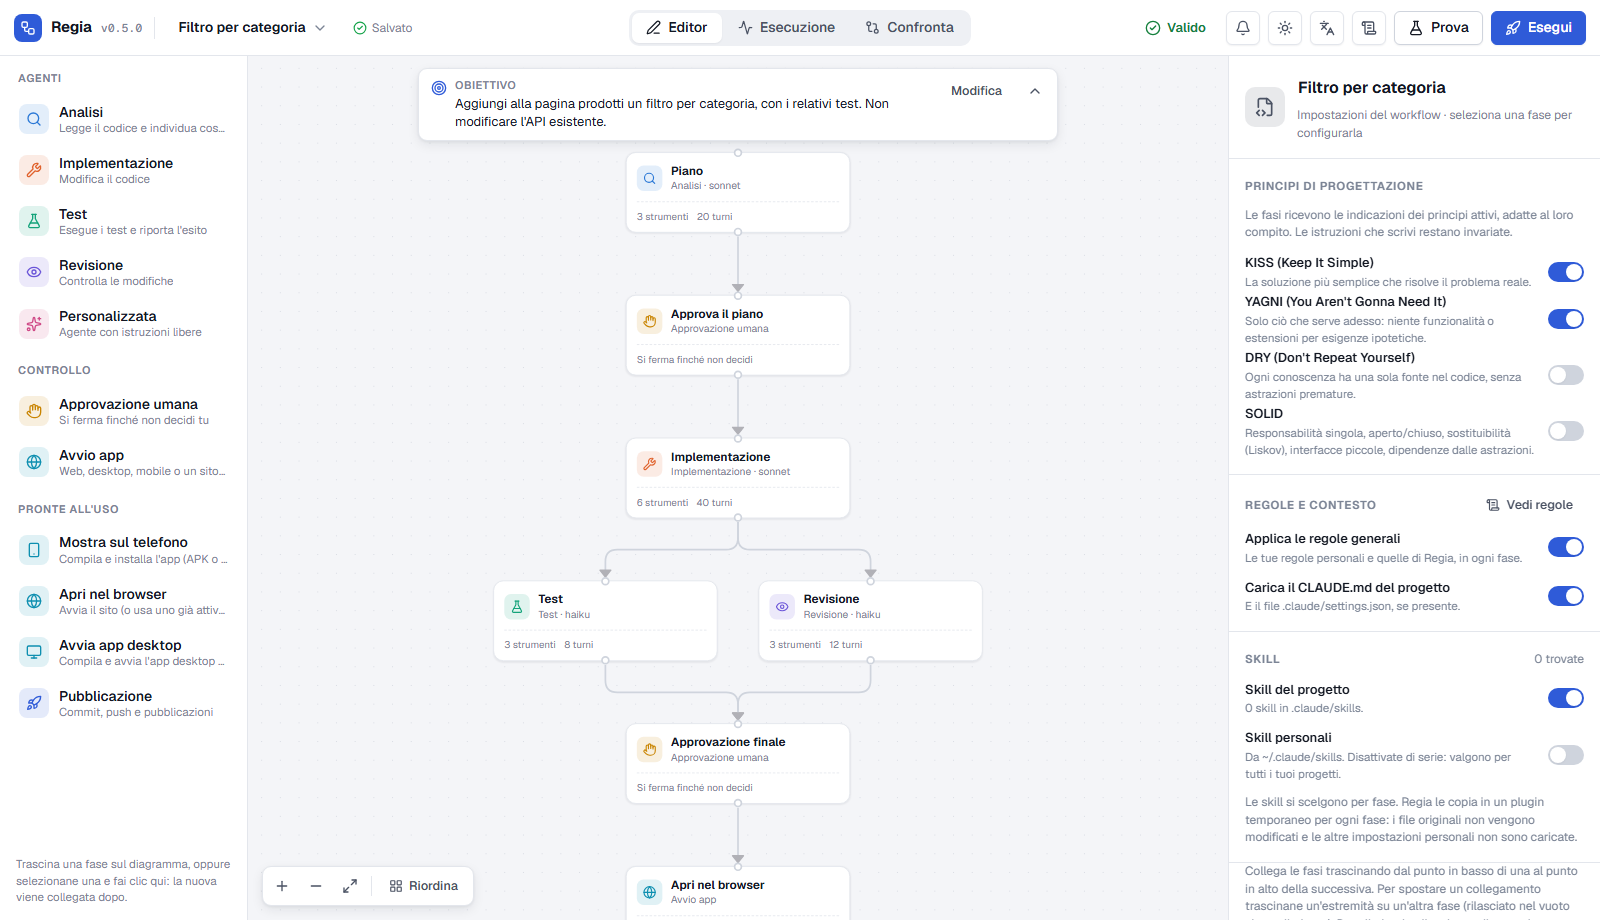 Regia v0.5.0
Filtro per categoria
Salvato
Editor
Esecuzione
Confronta
Valido
Prova
Esegui
AGENTI
Analisi
Legge il codice e individua cos…
Implementazione
Modifica il codice
Test
Esegue i test e riporta l'esito
Revisione
Controlla le modifiche
Personalizzata
Agente con istruzioni libere
CONTROLLO
Approvazione umana
Si ferma finché non decidi tu
Avvio app
Web, desktop, mobile o un sito…
PRONTE ALL'USO
Mostra sul telefono
Compila e installa l'app (APK o …
Apri nel browser
Avvia il sito (o usa uno già attiv…
Avvia app desktop
Compila e avvia l'app desktop …
Pubblicazione
Commit, push e pubblicazioni
Trascina una fase sul diagramma, oppure
selezionane una e fai clic qui: la nuova
viene collegata dopo.
OBIETTIVO
Aggiungi alla pagina prodotti un filtro per categoria, con i relativi test. Non
modificare l'API esistente.
Modifica
Piano
Analisi · sonnet
3 strumenti 20 turni
Approva il piano
Approvazione umana
Si ferma finché non decidi
Implementazione
Implementazione · sonnet
6 strumenti 40 turni
Test
Test · haiku
3 strumenti 8 turni
Revisione
Revisione · haiku
3 strumenti 12 turni
Approvazione finale
Approvazione umana
Si ferma finché non decidi
Apri nel browser
Avvio app
Riordina
Filtro per categoria
Impostazioni del workflow · seleziona una fase per
configurarla
PRINCIPI DI PROGETTAZIONE
Le fasi ricevono le indicazioni dei principi attivi, adatte al loro
compito. Le istruzioni che scrivi restano invariate.
KISS (Keep It Simple)
La soluzione più semplice che risolve il problema reale.
YAGNI (You Aren't Gonna Need It)
Solo ciò che serve adesso: niente funzionalità o
estensioni per esigenze ipotetiche.
DRY (Don't Repeat Yourself)
Ogni conoscenza ha una sola fonte nel codice, senza
astrazioni premature.
SOLID
Responsabilità singola, aperto/chiuso, sostituibilità
(Liskov), interfacce piccole, dipendenze dalle astrazioni.
REGOLE E CONTESTO
Vedi regole
Applica le regole generali
Le tue regole personali e quelle di Regia, in ogni fase.
Carica il CLAUDE.md del progetto
E il file .claude/settings.json, se presente.
SKILL
0 trovate
Skill del progetto
0 skill in .claude/skills.
Skill personali
Da ~/.claude/skills. Disattivate di serie: valgono per
tutti i tuoi progetti.
Le skill si scelgono per fase. Regia le copia in un plugin
temporaneo per ogni fase: i file originali non vengono
modificati e le altre impostazioni personali non sono caricate.
Collega le fasi trascinando dal punto in basso di una al punto
in alto della successiva. Per spostare un collegamento
trascinane un'estremità su un'altra fase (rilasciato nel vuoto